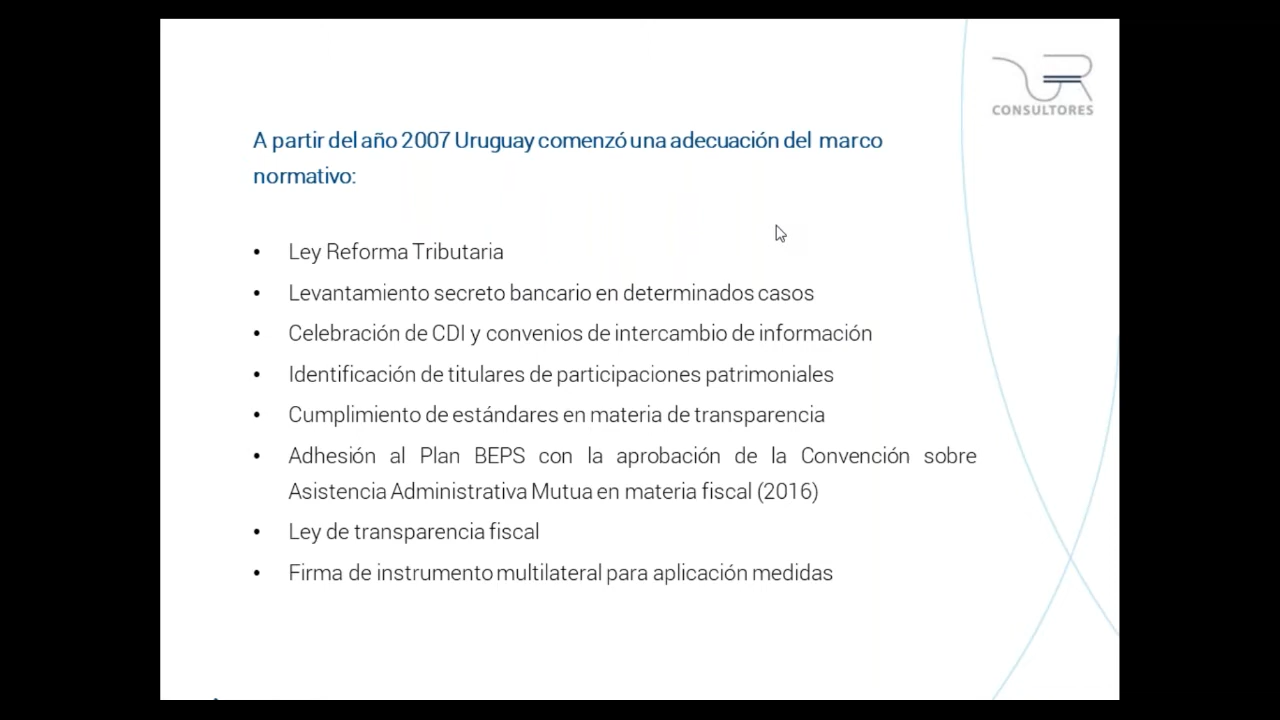 CONSULTORES
A partir del año 2007 Uruguay comenzó una adecuación del marco
normativo:
• Ley Reforma Tributaria
• Levantamiento secreto bancario en determinados casos
• Celebración de CDI y convenios de intercambio de información
• Identificación de titulares de participaciones patrimoniales
• Cumplimiento de estándares en materia de transparencia
• Adhesión al Plan BEPS con la aprobación de la Convención sobre
Asistencia Administrativa Mutua en materia fiscal (2016)
• Ley de transparencia fiscal
• Firma de instrumento multilateral para aplicación medidas